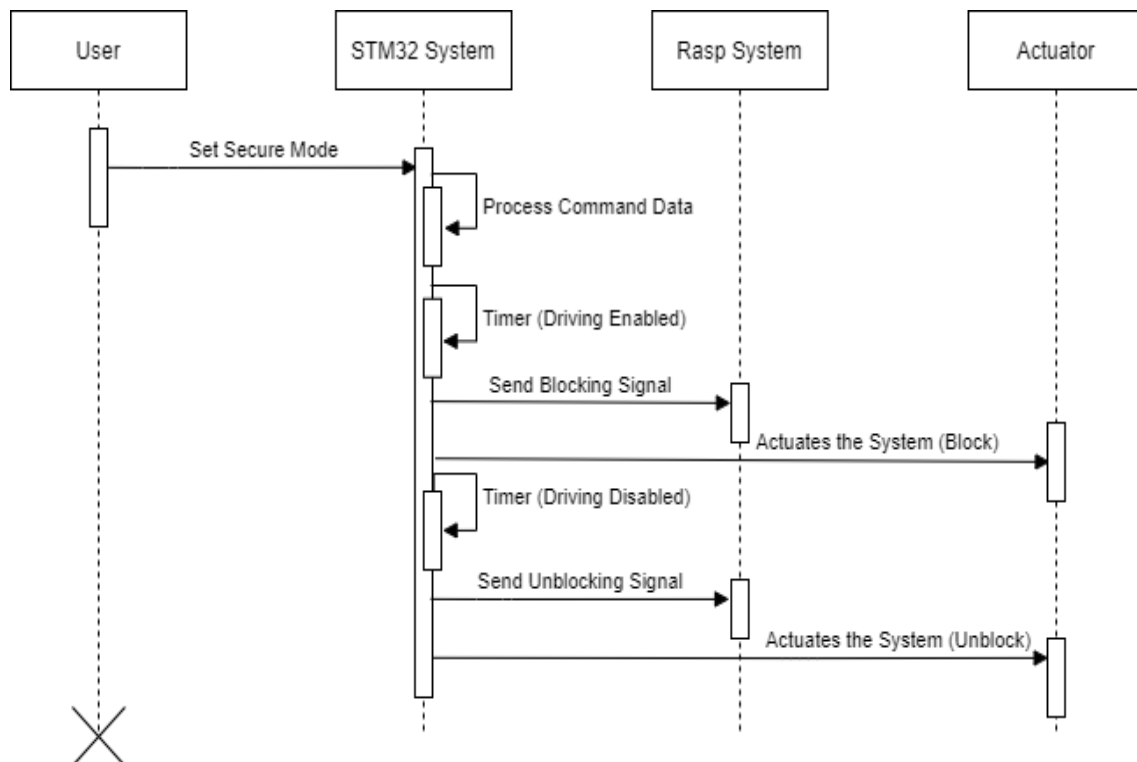 User
STM32 System
Rasp System
Actuator
Set Secure Mode
Process Command Data
Timer (Driving Enabled)
Send Blocking Signal
Actuates the System (Block)
Timer (Driving Disabled)
Send Unblocking Signal
Actuates the System (Unblock)